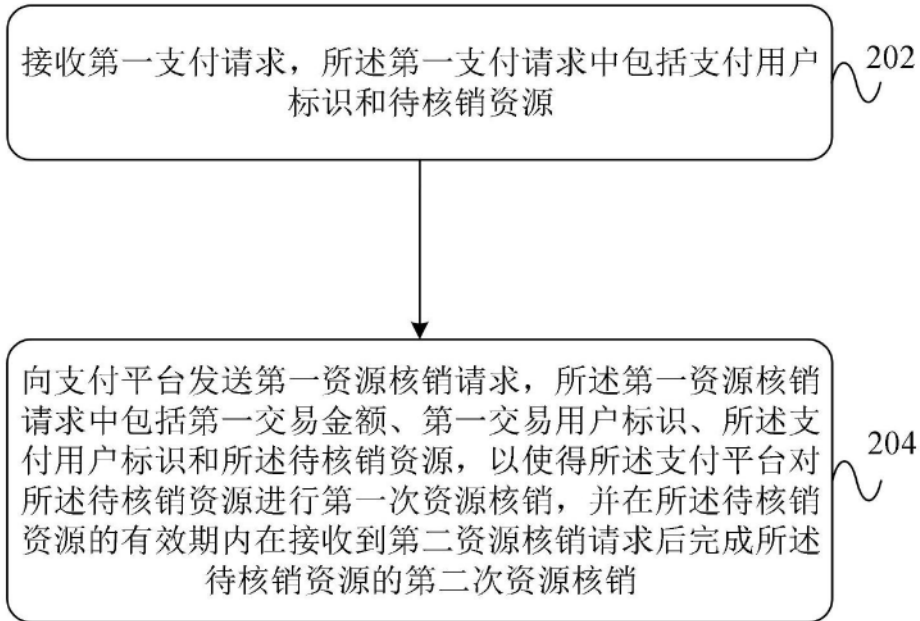 接收第一支付请求，所述第一支付请求中包括支付用户
标识和待核销资源
202
向支付平台发送第一资源核销请求，所述第一资源核销
请求中包括第一交易金额、第一交易用户标识、所述支
付用户标识和所述待核销资源，以使得所述支付平台对
所述待核销资源进行第一次资源核销，并在所述待核销
资源的有效期内在接收到第二资源核销请求后完成所述
待核销资源的第二次资源核销
204